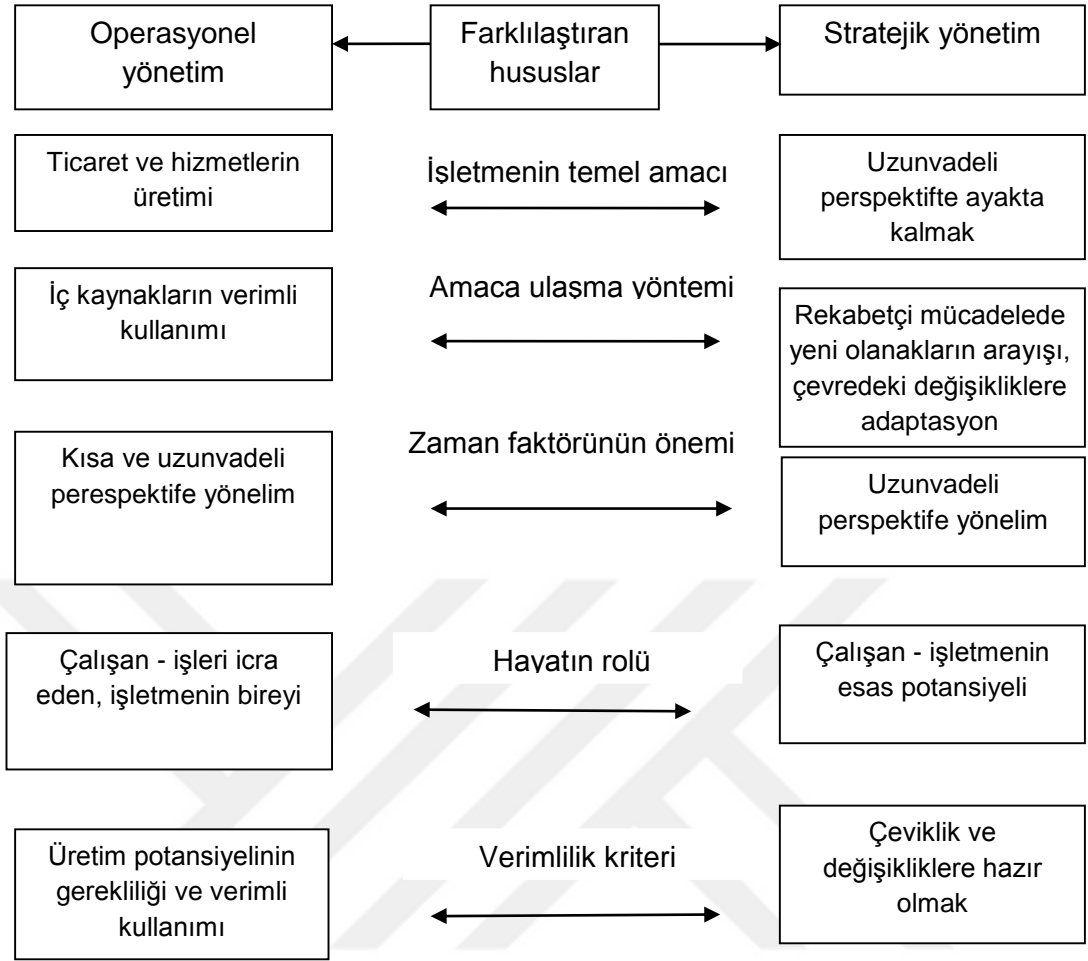 Operasyonel
yönetim
Farklılaştıran
hususlar
Stratejik yönetim
Ticaret ve hizmetlerin
üretimi
İşletmenin temel amacı
Uzunvadeli
perspektifte ayakta
kalmak
İç kaynakların verimli
kullanımı
Amaca ulaşma yöntemi
Rekabetçi mücadelede
yeni olanakların arayışı,
çevredeki değişikliklere
adaptasyon
Kısa ve uzunvadeli
perespektife yönelim
Zaman faktörünün önemi
Uzunvadeli
perspektife yönelim
Çalışan - işleri icra
eden, işletmenin bireyi
Hayatın rolü
Çalışan - işletmenin
esas potansiyeli
Üretim potansiyelinin
gerekliliği ve verimli
kullanımı
Verimlilik kriteri
Çeviklik ve
değişikliklere hazır
olmak